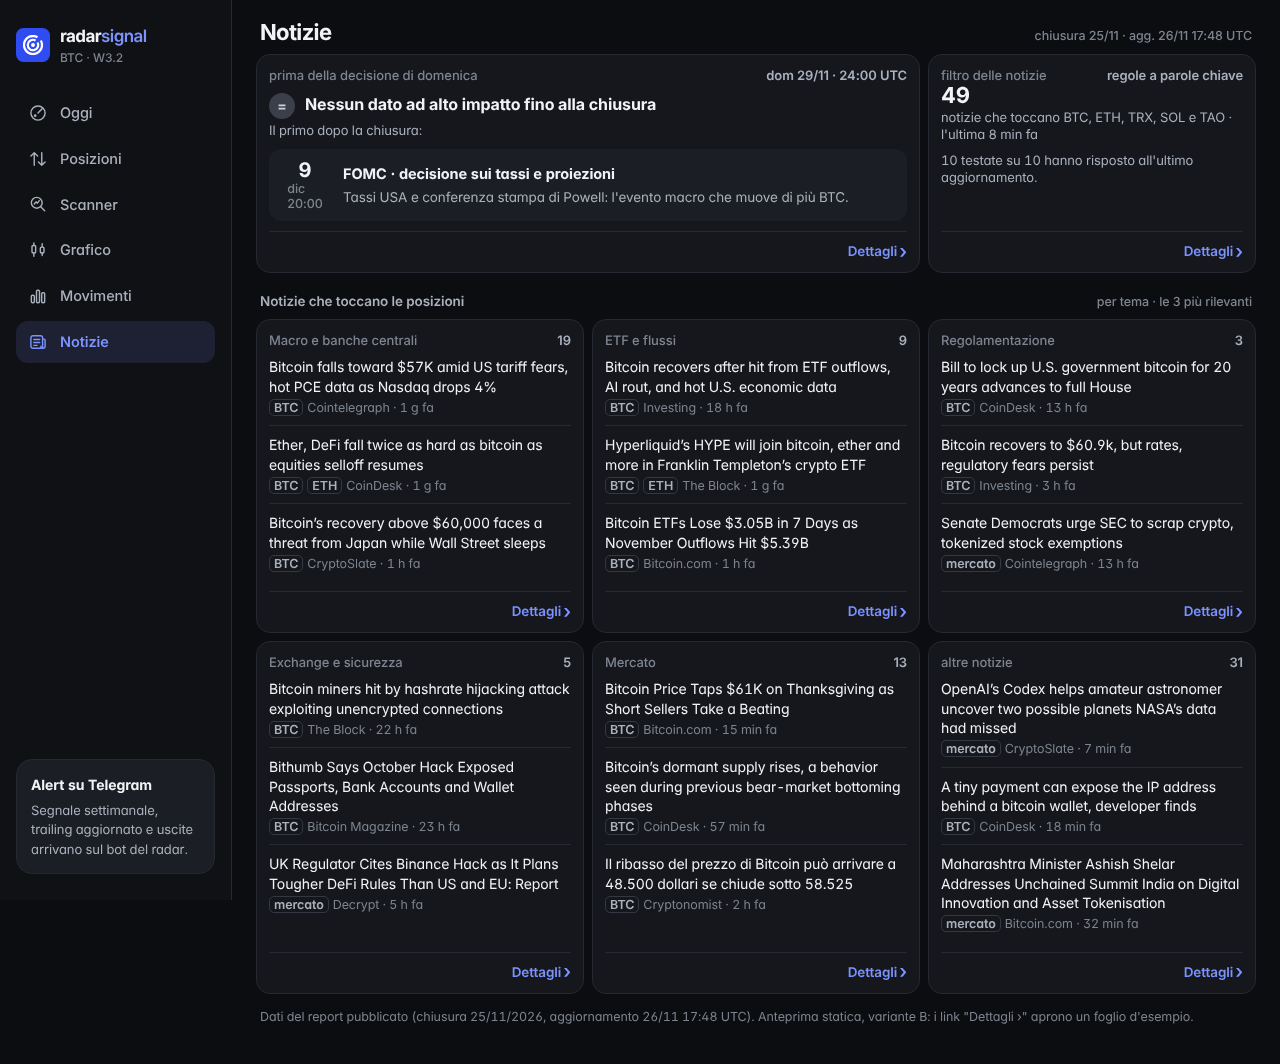 radarsignal
BTC · W3.2
Oggi
Posizioni
Scanner
Grafico
Movimenti
Notizie
Alert su Telegram
Segnale settimanale,
trailing aggiornato e uscite
arrivano sul bot del radar.
Notizie
chiusura 25/11 · agg. 26/11 17:48 UTC
prima della decisione di domenica
dom 29/11 · 24:00 UTC
= Nessun dato ad alto impatto fino alla chiusura
Il primo dopo la chiusura:
9
dic
20:00
FOMC · decisione sui tassi e proiezioni
Tassi USA e conferenza stampa di Powell: l'evento macro che muove di più BTC.
Dettagli ›
filtro delle notizie
regole a parole chiave
49
notizie che toccano BTC, ETH, TRX, SOL e TAO ·
l'ultima 8 min fa
10 testate su 10 hanno risposto all'ultimo
aggiornamento.
Dettagli ›
Notizie che toccano le posizioni
per tema · le 3 più rilevanti
Macro e banche centrali
19
Bitcoin falls toward $57K amid US tariff fears,
hot PCE data as Nasdaq drops 4%
BTC Cointelegraph · 1 g fa
Ether, DeFi fall twice as hard as bitcoin as
equities selloff resumes
BTC ETH CoinDesk · 1 g fa
Bitcoin’s recovery above $60,000 faces a
threat from Japan while Wall Street sleeps
BTC CryptoSlate · 1 h fa
Dettagli ›
ETF e flussi
9
Bitcoin recovers after hit from ETF outflows,
AI rout, and hot U.S. economic data
BTC Investing · 18 h fa
Hyperliquid’s HYPE will join bitcoin, ether and
more in Franklin Templeton’s crypto ETF
BTC ETH The Block · 1 g fa
Bitcoin ETFs Lose $3.05B in 7 Days as
November Outflows Hit $5.39B
BTC Bitcoin.com · 1 h fa
Dettagli ›
Regolamentazione
3
Bill to lock up U.S. government bitcoin for 20
years advances to full House
BTC CoinDesk · 13 h fa
Bitcoin recovers to $60.9k, but rates,
regulatory fears persist
BTC Investing · 3 h fa
Senate Democrats urge SEC to scrap crypto,
tokenized stock exemptions
mercato Cointelegraph · 13 h fa
Dettagli ›
Exchange e sicurezza
5
Bitcoin miners hit by hashrate hijacking attack
exploiting unencrypted connections
BTC The Block · 22 h fa
Bithumb Says October Hack Exposed
Passports, Bank Accounts and Wallet
Addresses
BTC Bitcoin Magazine · 23 h fa
UK Regulator Cites Binance Hack as It Plans
Tougher DeFi Rules Than US and EU: Report
mercato Decrypt · 5 h fa
Dettagli ›
Mercato
13
Bitcoin Price Taps $61K on Thanksgiving as
Short Sellers Take a Beating
BTC Bitcoin.com · 15 min fa
Bitcoin’s dormant supply rises, a behavior
seen during previous bear-market bottoming
phases
BTC CoinDesk · 57 min fa
Il ribasso del prezzo di Bitcoin può arrivare a
48.500 dollari se chiude sotto 58.525
BTC Cryptonomist · 2 h fa
Dettagli ›
altre notizie
31
OpenAI’s Codex helps amateur astronomer
uncover two possible planets NASA’s data
had missed
mercato CryptoSlate · 7 min fa
A tiny payment can expose the IP address
behind a bitcoin wallet, developer finds
BTC CoinDesk · 18 min fa
Maharashtra Minister Ashish Shelar
Addresses Unchained Summit India on Digital
Innovation and Asset Tokenisation
mercato Bitcoin.com · 32 min fa
Dettagli ›
Dati del report pubblicato (chiusura 25/11/2026, aggiornamento 26/11 17:48 UTC). Anteprima statica, variante B: i link "Dettagli ›" aprono un foglio d'esempio.